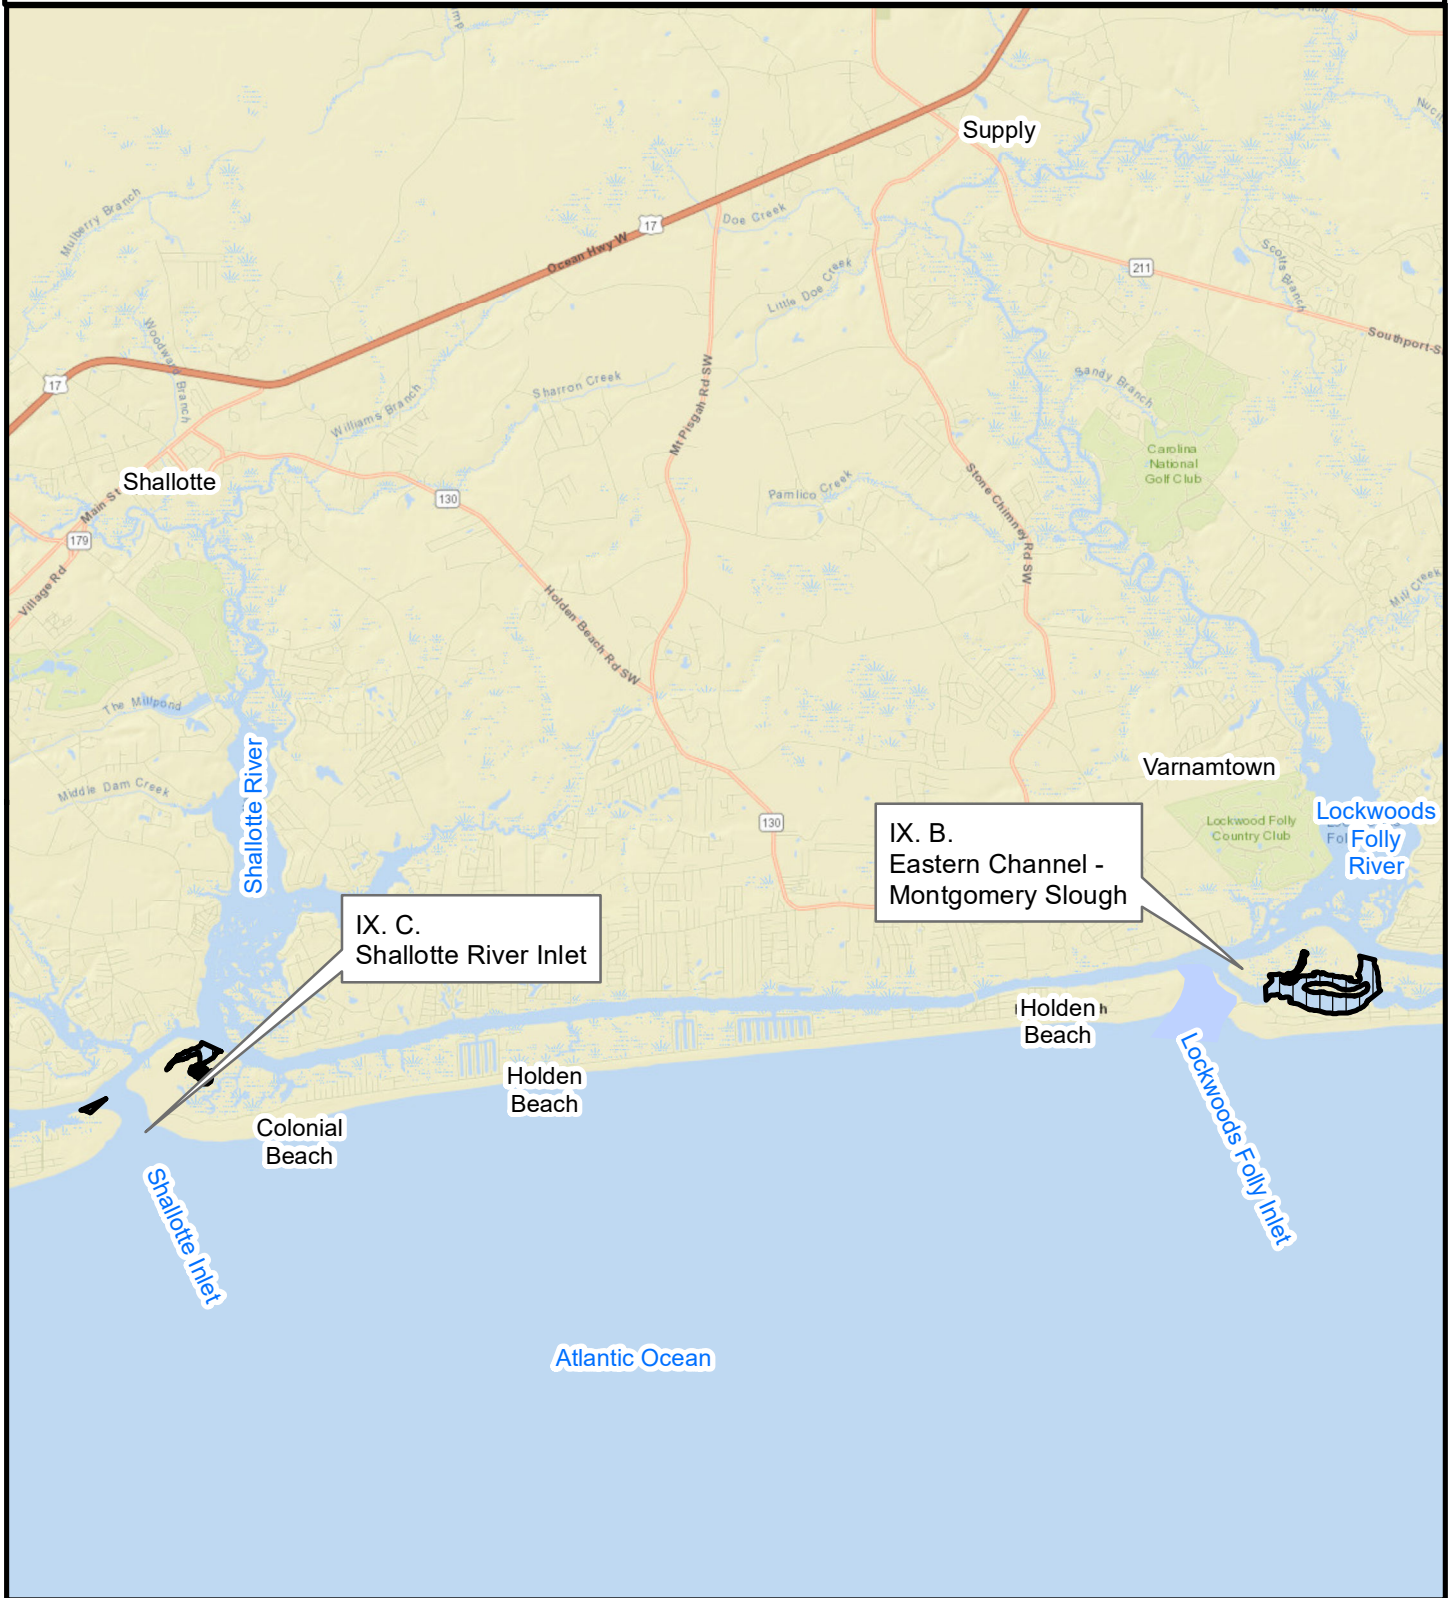 Supply
17
Doe Creek
Mulberry Branch
Ocean Hwy W
Scotts Branch
211
Little Doe Creek
Southport-S
Woodward Branch
17
Sharron Creek
Sandy Branch
Williams Branch
Mt Pisgah Rd SW
Carolina
National
Golf Club
Shallotte
Pamlico Creek
Stone Chimney Rd SW
130
Main St
179
Village Rd
Mill Creek
Holden Beach Rd SW
The Millpond
Shallotte River
Varnamtown
Middle Dam Creek
130
Lockwood Folly
Country Club
Lockwoods
Folly
River
IX. B.
Eastern Channel -
Montgomery Slough
IX. C.
Shallotte River Inlet
Holden
Beach
Holden
Beach
Colonial
Beach
Lockwoods Folly Inlet
Shallotte Inlet
Atlantic Ocean